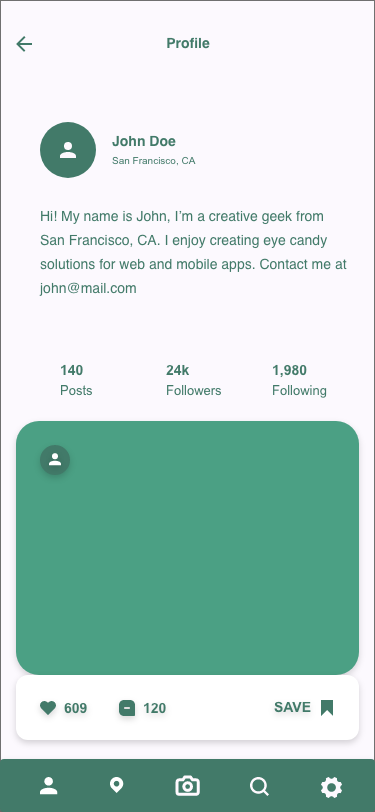 Profile
John Doe
San Francisco, CA
Hi! My name is John, I'm a creative geek from
San Francisco, CA. I enjoy creating eye candy
solutions for web and mobile apps. Contact me at
john@mail.com
140 24k 1,980
Posts Followers Following
609 120 SAVE